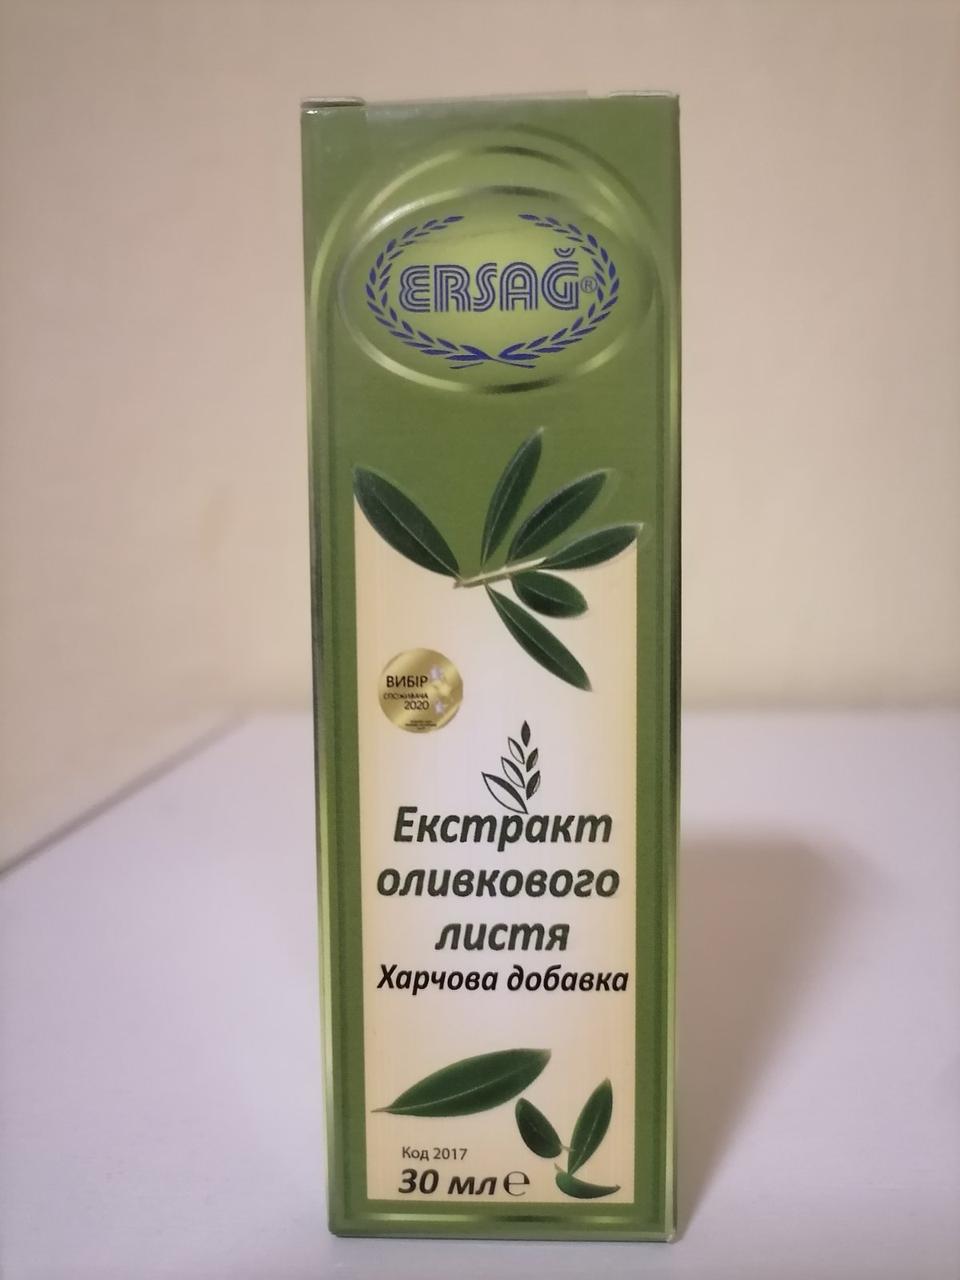 ERSAĞ®
ВИБІР
СПОЖИВАЧА
2020
Екстракт
оливкового
листя
Харчова добавка
Код 2017
30 мл ℮